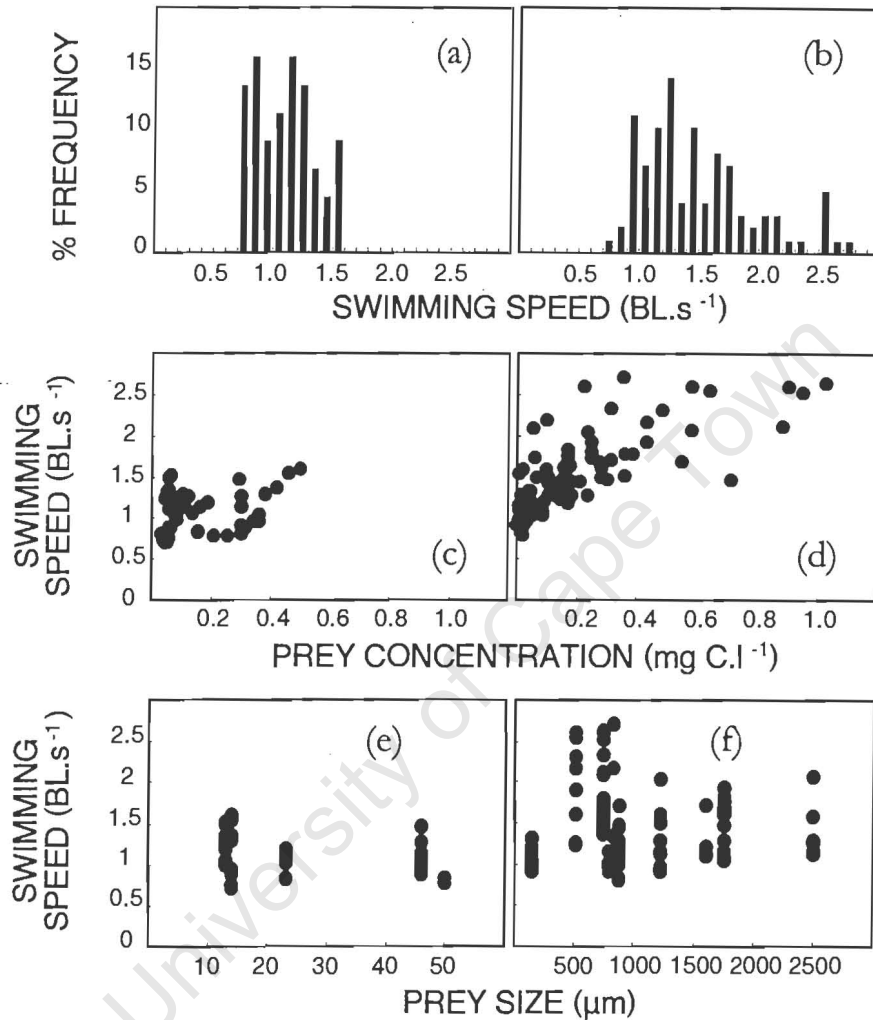 (a)
(b)
% FREQUENCY
15
10
5
0
0.5 1.0 1.5 2.0 2.5
0.5 1.0 1.5 2.0 2.5
SWIMMING SPEED (BL.s -1)
SWIMMING
SPEED (BL.s -1)
2.5
2
1.5
1
0.5
0
(c)
(d)
0.2 0.4 0.6 0.8 1.0
0.2 0.4 0.6 0.8 1.0
PREY CONCENTRATION (mg C.l -1)
SWIMMING
SPEED (BL.s -1)
2.5
2
1.5
1
0.5
0
(e)
(f)
10 20 30 40 50
500 1000 1500 2000 2500
PREY SIZE (µm)
University of Cape Town